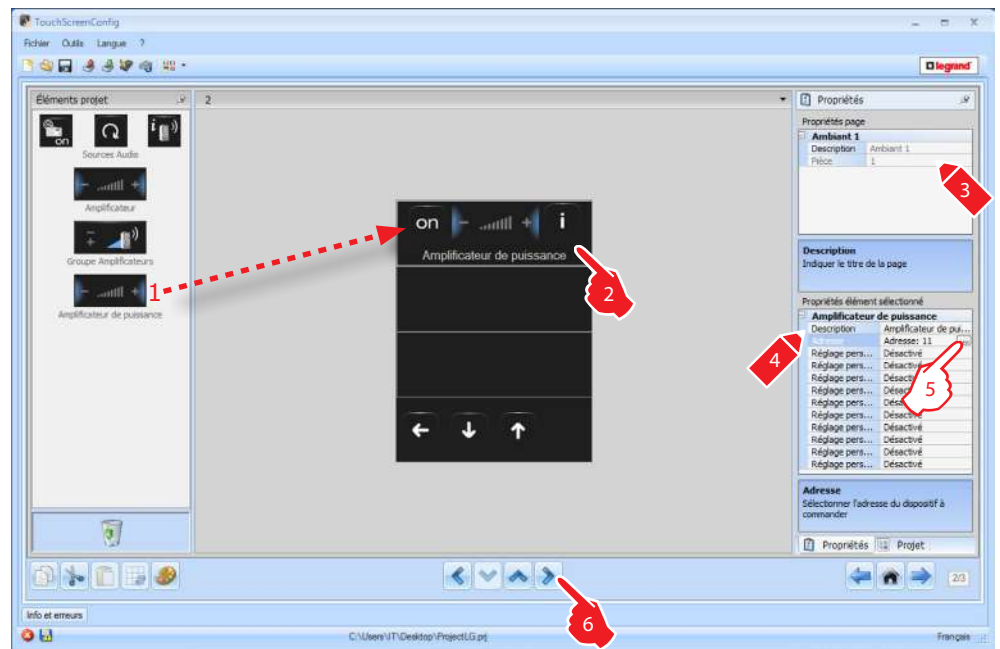 TouchScreenConfig
Fichier Outils Langue ?
legrand
Éléments projet
on
i
Sources Audio
Amplificateur
Groupe Amplificateurs
1
Amplificateur de puissance
2
on
i
Amplificateur de puissance
2
Propriétés
Propriétés page
Ambiant 1
Description Ambiant 1
Pièce 1
3
Description
Indiquer le titre de la page
Propriétés élément sélectionné
Amplificateur de puissance
Description Amplificateur de pui...
Adresse Adresse: 11 ...
4
5
Réglage pers... Désactivé
Réglage pers... Désactivé
Réglage pers... Désactivé
Réglage pers... Désactivé
Réglage pers... Désactivé
Réglage pers... Désactivé
Réglage pers... Désactivé
Réglage pers... Désactivé
Réglage pers... Désactivé
Réglage pers... Désactivé
Adresse
Sélectionner l'adresse du dispositif à
commander
Propriétés Projet
2/3
6
Info et erreurs
C:\Users\IT\Desktop\ProjectLG.prj
Français